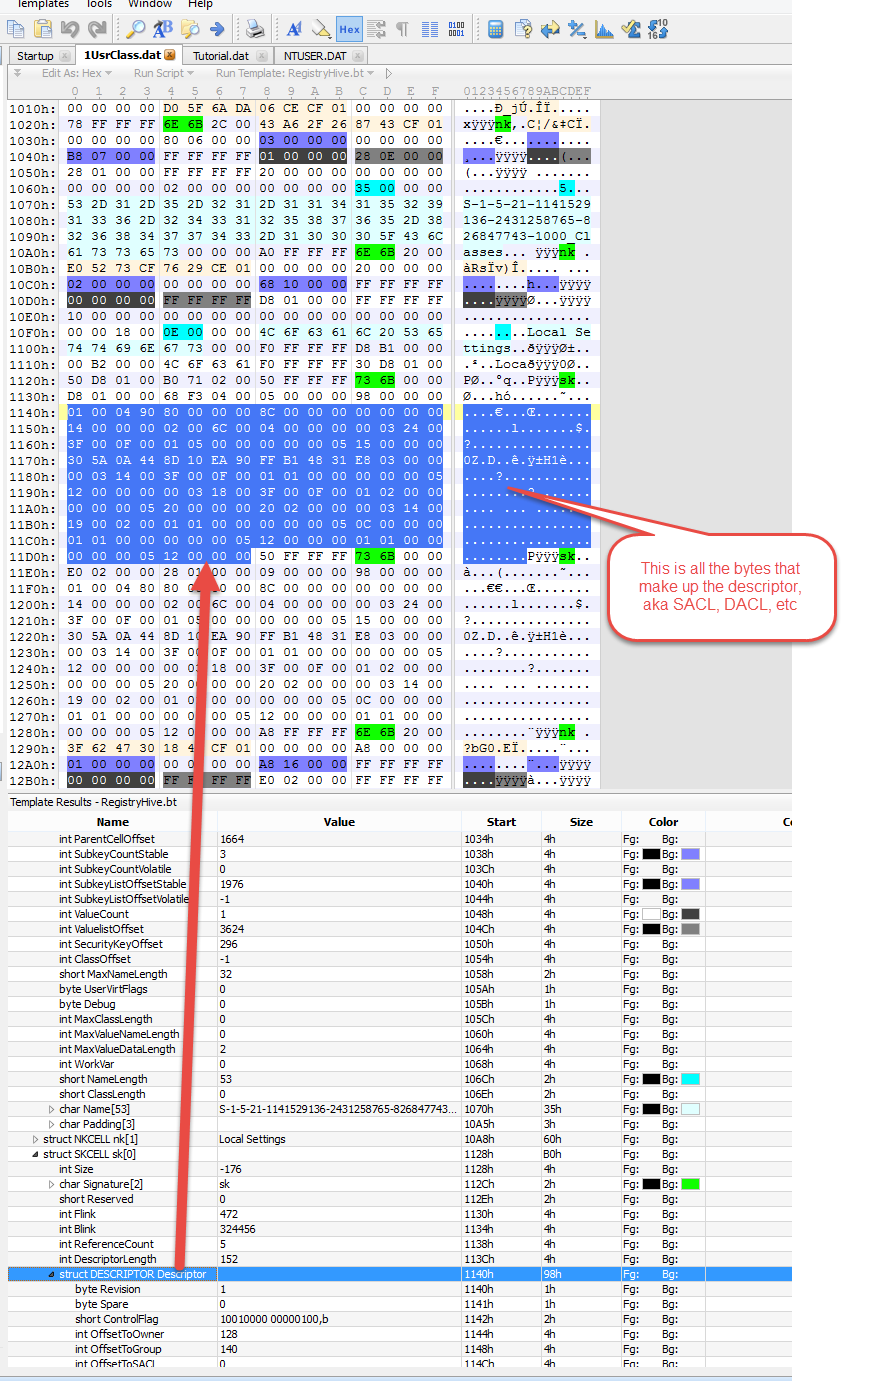 Templates Tools Window Help
Hex
Startup 1UsrClass.dat Tutorial.dat NTUSER.DAT
Edit As: Hex Run Script Run Template: RegistryHive.bt
0 1 2 3 4 5 6 7 8 9 A B C D E F 0123456789ABCDEF
1010h: 00 00 00 00 D0 5F 6A DA 06 CE CF 01 00 00 00 00 ....Ð_jÚ.ÎÏ.....
1020h: 78 FF FF FF 6E 6B 2C 00 43 A6 2F 26 87 43 CF 01 xÿÿÿnk,.C¦/&‡CÏ.
1030h: 00 00 00 00 80 06 00 00 03 00 00 00 00 00 00 00 ....€...........
1040h: B8 07 00 00 FF FF FF FF 01 00 00 00 28 0E 00 00 ¸...ÿÿÿÿ....(...
1050h: 28 01 00 00 FF FF FF FF 20 00 00 00 00 00 00 00 (...ÿÿÿÿ .......
1060h: 00 00 00 00 02 00 00 00 00 00 00 00 35 00 00 00 ............5...
1070h: 53 2D 31 2D 35 2D 32 31 2D 31 31 34 31 35 32 39 S-1-5-21-1141529
1080h: 31 33 36 2D 32 34 33 31 32 35 38 37 36 35 2D 38 136-2431258765-8
1090h: 32 36 38 34 37 37 34 33 2D 31 30 30 30 5F 43 6C 26847743-1000_Cl
10A0h: 61 73 73 65 73 00 00 00 A0 FF FF FF 6E 6B 20 00 asses... ÿÿÿnk .
10B0h: E0 52 73 CF 76 29 CE 01 00 00 00 00 20 00 00 00 àRsÏv)Î..... ...
10C0h: 02 00 00 00 00 00 00 00 68 10 00 00 FF FF FF FF ........h...ÿÿÿÿ
10D0h: 00 00 00 00 FF FF FF FF D8 01 00 00 FF FF FF FF ....ÿÿÿÿØ...ÿÿÿÿ
10E0h: 10 00 00 00 00 00 00 00 00 00 00 00 00 00 00 00 ................
10F0h: 00 00 18 00 0E 00 00 00 4C 6F 63 61 6C 20 53 65 ........Local Se
1100h: 74 74 69 6E 67 73 00 00 F0 FF FF FF D8 B1 00 00 ttings..ðÿÿÿØ±..
1110h: 00 B2 00 00 4C 6F 63 61 F0 FF FF FF 30 D8 01 00 .²..Locaðÿÿÿ0Ø..
1120h: 50 D8 01 00 B0 71 02 00 50 FF FF FF 73 6B 00 00 PØ..°q..Pÿÿÿsk..
1130h: D8 01 00 00 68 F3 04 00 05 00 00 00 98 00 00 00 Ø...hó......˜...
1140h: 01 00 04 90 80 00 00 00 8C 00 00 00 00 00 00 00 ....€...Œ.......
1150h: 14 00 00 00 02 00 6C 00 04 00 00 00 00 03 24 00 ......l.......$.
1160h: 3F 00 0F 00 01 05 00 00 00 00 00 05 15 00 00 00 ?...............
1170h: 30 5A 0A 44 8D 10 EA 90 FF B1 48 31 E8 03 00 00 0Z.D..ê.ÿ±H1è...
1180h: 00 03 14 00 3F 00 0F 00 01 01 00 00 00 00 00 05 ....?...........
1190h: 12 00 00 00 00 03 18 00 3F 00 0F 00 01 02 00 00 ........?.......
11A0h: 00 00 00 05 20 00 00 00 20 02 00 00 00 03 14 00 .... ... .......
11B0h: 19 00 02 00 01 01 00 00 00 00 00 05 0C 00 00 00 ................
11C0h: 01 01 00 00 00 00 00 05 12 00 00 00 01 01 00 00 ................
11D0h: 00 00 00 05 12 00 00 00 50 FF FF FF 73 6B 00 00 ........Pÿÿÿsk..
11E0h: E0 02 00 00 28 01 00 00 09 00 00 00 98 00 00 00 à...(.......˜...
11F0h: 01 00 04 80 80 00 00 8C 00 00 00 00 00 00 00 ...€€...Œ.......
1200h: 14 00 00 00 02 00 6C 00 04 00 00 00 00 03 24 00 ......l.......$.
1210h: 3F 00 0F 00 01 05 00 00 00 00 00 05 15 00 00 00 ?...............
1220h: 30 5A 0A 44 8D 10 EA 90 FF B1 48 31 E8 03 00 00 0Z.D..ê.ÿ±H1è...
1230h: 00 03 14 00 3F 00 0F 00 01 01 00 00 00 00 00 05 ....?...........
1240h: 12 00 00 00 00 03 18 00 3F 00 0F 00 01 02 00 00 ........?.......
1250h: 00 00 00 05 20 00 00 00 20 02 00 00 00 03 14 00 .... ... .......
1260h: 19 00 02 00 01 01 00 00 00 00 00 05 0C 00 00 00 ................
1270h: 01 01 00 00 00 00 00 05 12 00 00 00 01 01 00 00 ................
1280h: 00 00 00 05 12 00 00 00 A8 FF FF FF 6E 6B 20 00 ........¨ÿÿÿnk .
1290h: 3F 62 47 30 18 CF 01 00 00 00 00 A8 00 00 00 ?bG0.EÏ.....¨...
12A0h: 01 00 00 00 00 00 00 A8 16 00 00 FF FF FF FF ........¨...ÿÿÿÿ
12B0h: 00 00 00 00 FF FF FF E0 02 00 00 FF FF FF FF ....ÿÿÿÿà...ÿÿÿÿ
This is all the bytes that
make up the descriptor,
aka SACL, DACL, etc
Template Results - RegistryHive.bt
Name Value Start Size Color
int ParentCellOffset 1664 1034h 4h Fg: Bg:
int SubkeyCountStable 3 1038h 4h Fg: Bg:
int SubkeyCountVolatile 0 103Ch 4h Fg: Bg:
int SubkeyListOffsetStable 1976 1040h 4h Fg: Bg:
int SubkeyListOffsetVolatile -1 1044h 4h Fg: Bg:
int ValueCount 1 1048h 4h Fg: Bg:
int ValuelistOffset 3624 104Ch 4h Fg: Bg:
int SecurityKeyOffset 296 1050h 4h Fg: Bg:
int ClassOffset -1 1054h 4h Fg: Bg:
short MaxNameLength 32 1058h 2h Fg: Bg:
byte UserVirtFlags 0 105Ah 1h Fg: Bg:
byte Debug 0 105Bh 1h Fg: Bg:
int MaxClassLength 0 105Ch 4h Fg: Bg:
int MaxValueNameLength 0 1060h 4h Fg: Bg:
int MaxValueDataLength 2 1064h 4h Fg: Bg:
int WorkVar 0 1068h 4h Fg: Bg:
short NameLength 53 106Ch 2h Fg: Bg:
short ClassLength 0 106Eh 2h Fg: Bg:
char Name[53] S-1-5-21-1141529136-2431258765-826847743... 1070h 35h Fg: Bg:
char Padding[3] 10A5h 3h Fg: Bg:
struct NKCELL nk[1] Local Settings 10A8h 60h Fg: Bg:
struct SKCELL sk[0] 1128h B0h Fg: Bg:
int Size -176 1128h 4h Fg: Bg:
char Signature[2] sk 112Ch 2h Fg: Bg:
short Reserved 0 112Eh 2h Fg: Bg:
int Flink 472 1130h 4h Fg: Bg:
int Blink 324456 1134h 4h Fg: Bg:
int ReferenceCount 5 1138h 4h Fg: Bg:
int DescriptorLength 152 113Ch 4h Fg: Bg:
struct DESCRIPTOR Descriptor 1140h 98h Fg: Bg:
byte Revision 1 1140h 1h Fg: Bg:
byte Spare 0 1141h 1h Fg: Bg:
short ControlFlag 10010000 00000100,b 1142h 2h Fg: Bg:
int OffsetToOwner 128 1144h 4h Fg: Bg:
int OffsetToGroup 140 1148h 4h Fg: Bg:
int OffsetToSACL 0 114Ch 4h Fg: Bg: